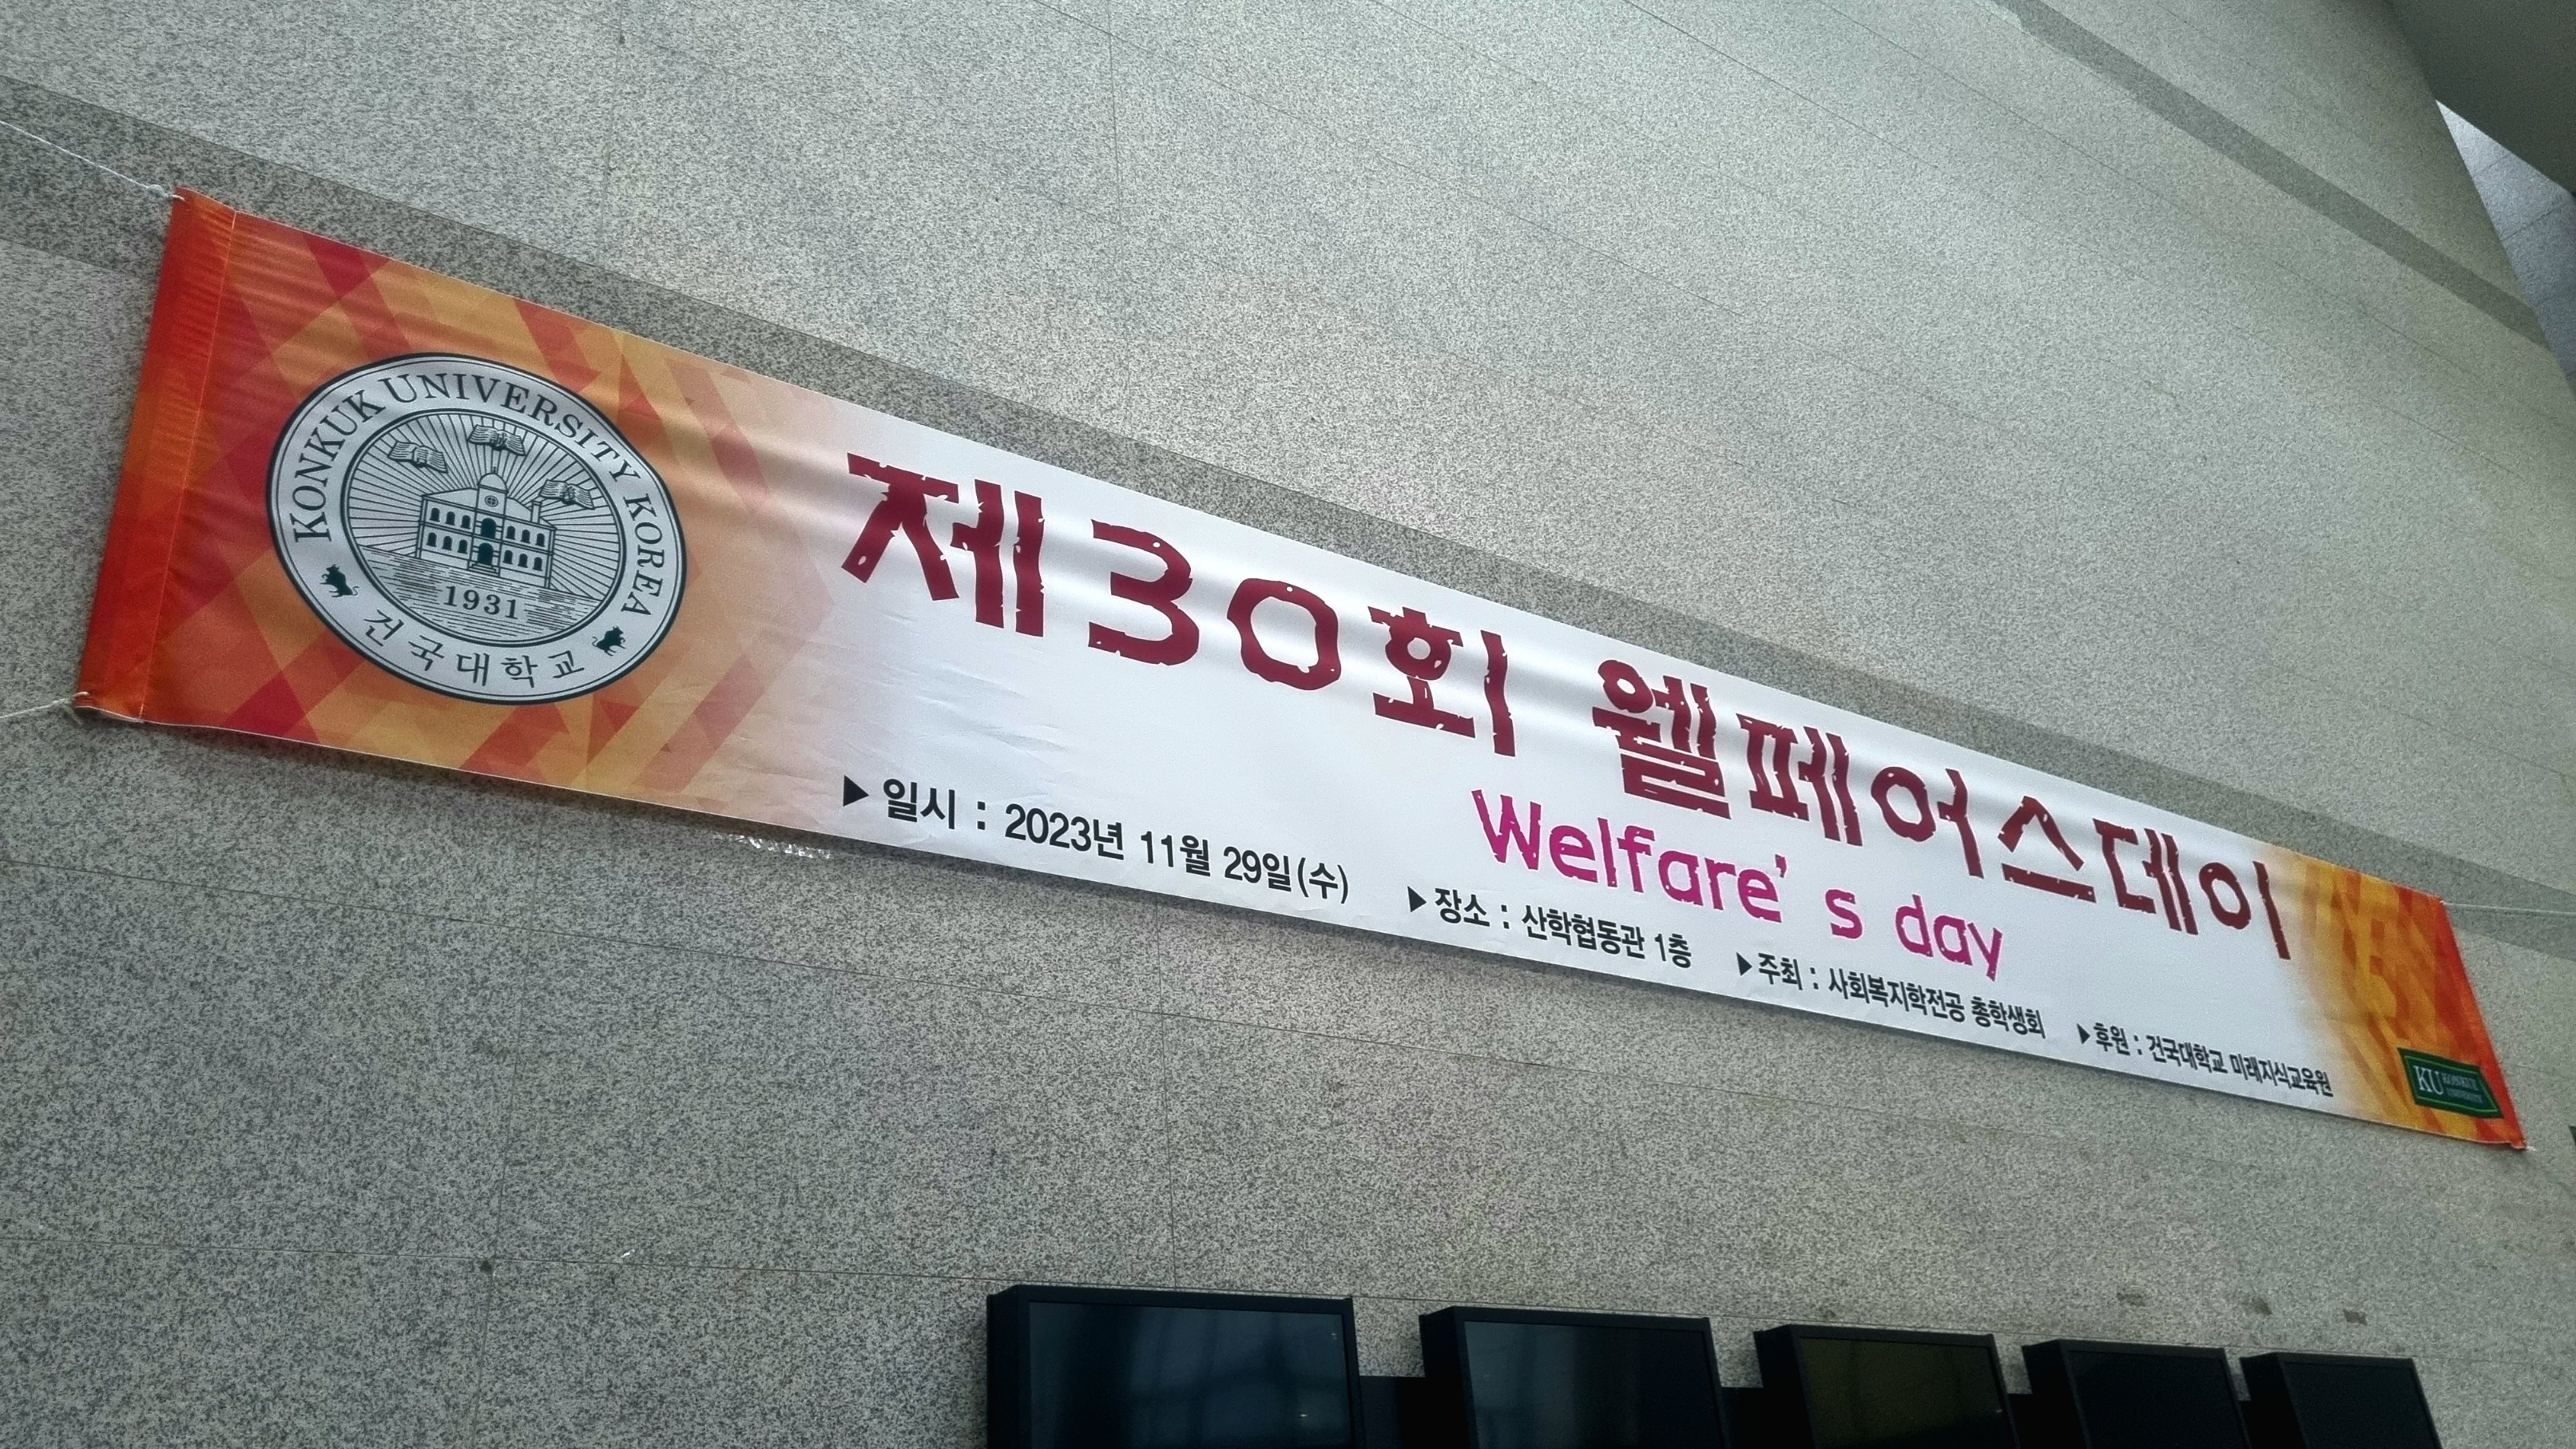 KONKUK UNIVERSITY KOREA
1931
건국대학교
제30회 웰페어스데이
Welfare's day
▶ 일시 : 2023년 11월 29일(수) ▶ 장소 : 산학협동관 1층 ▶ 주최 : 사회복지학전공 총학생회 ▶ 후원 : 건국대학교 미래지식교육원
KU KONKUK
UNIVERSITY